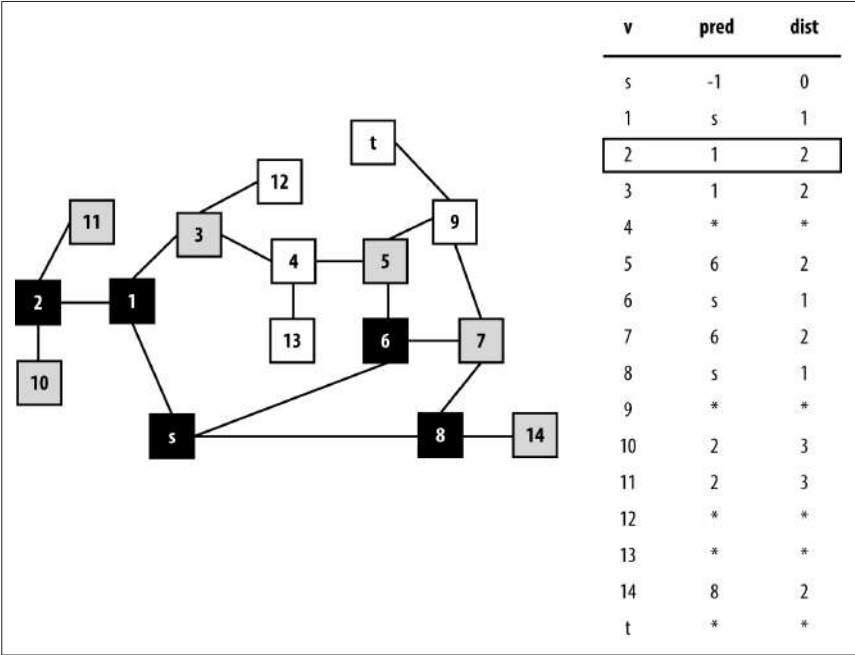 v pred dist
s -1 0
1 s 1
2 1 2
3 1 2
4 * *
5 6 2
6 s 1
7 6 2
8 s 1
9 * *
10 2 3
11 2 3
12 * *
13 * *
14 8 2
t * *
t
12
11
3
9
4
5
2
1
13
6
7
10
s
8
14